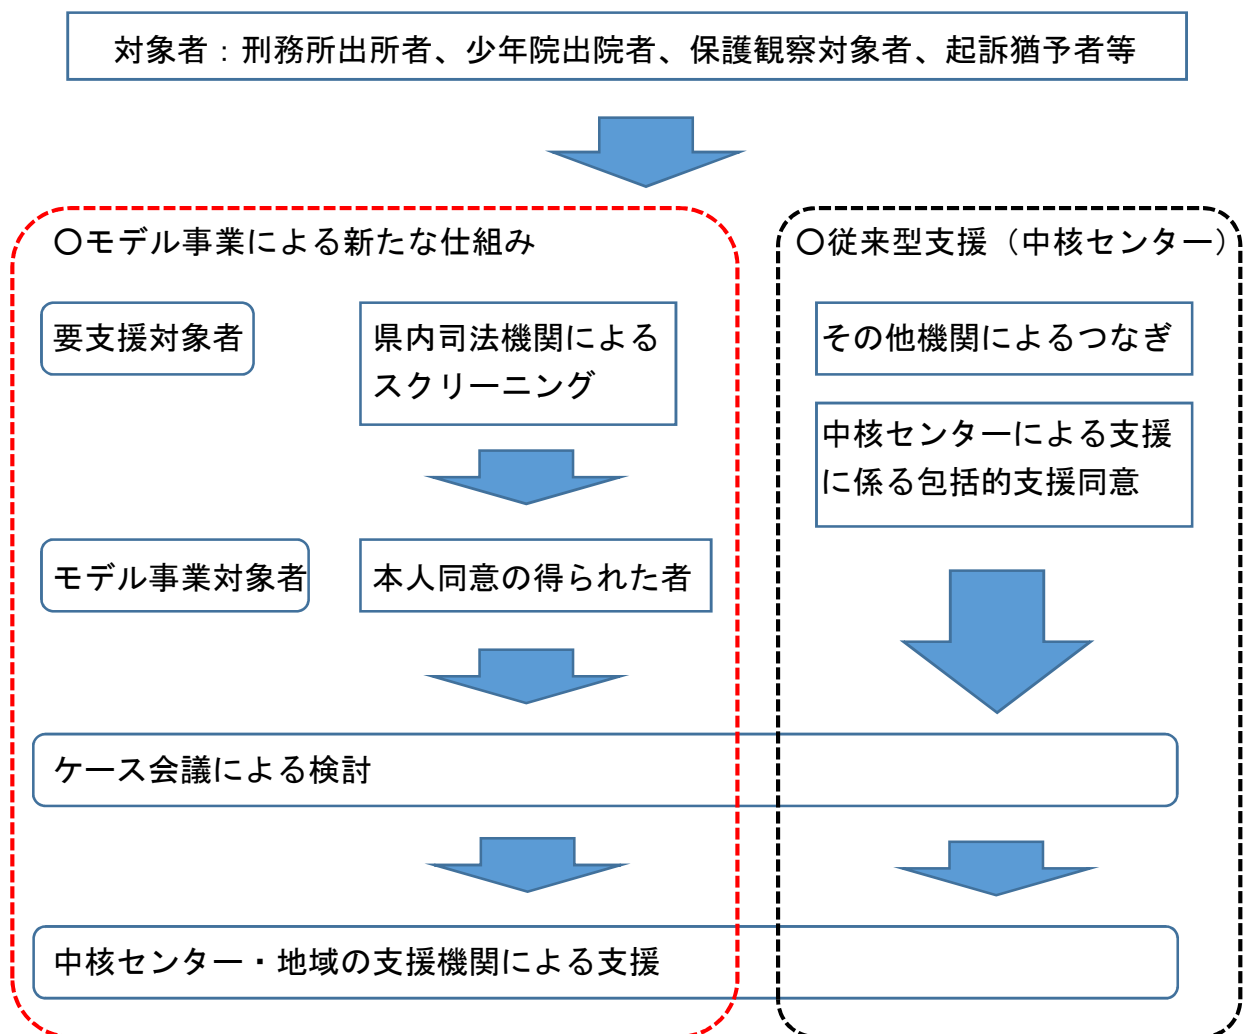 対象者：刑務所出所者、少年院出院者、保護観察対象者、起訴猶予者等
〇モデル事業による新たな仕組み
要支援対象者
県内司法機関による
スクリーニング
モデル事業対象者
本人同意の得られた者
〇従来型支援（中核センター）
その他機関によるつなぎ
中核センターによる支援
に係る包括的支援同意
ケース会議による検討
中核センター・地域の支援機関による支援